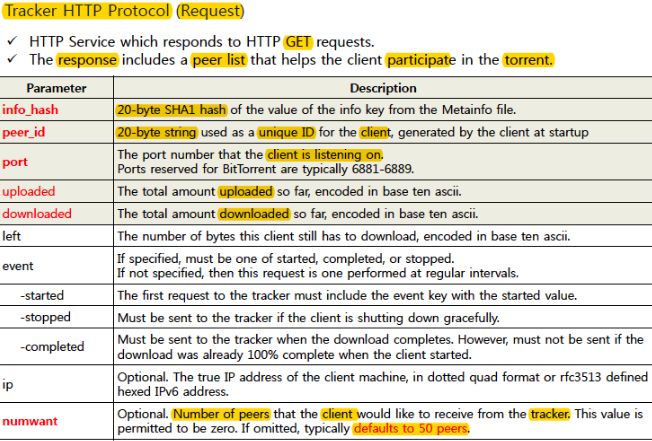 Tracker HTTP Protocol (Request)
✓ HTTP Service which responds to HTTP GET requests.
✓ The response includes a peer list that helps the client participate in the torrent.
Parameter Description
info_hash 20-byte SHA1 hash of the value of the info key from the Metainfo file.
peer_id 20-byte string used as a unique ID for the client, generated by the client at startup
port The port number that the client is listening on.
Ports reserved for BitTorrent are typically 6881-6889.
uploaded The total amount uploaded so far, encoded in base ten ascii.
downloaded The total amount downloaded so far, encoded in base ten ascii.
left The number of bytes this client still has to download, encoded in base ten ascii.
event If specified, must be one of started, completed, or stopped.
If not specified, then this request is one performed at regular intervals.
-started The first request to the tracker must include the event key with the started value.
-stopped Must be sent to the tracker if the client is shutting down gracefully.
-completed Must be sent to the tracker when the download completes. However, must not be sent if the
download was already 100% complete when the client started.
ip Optional. The true IP address of the client machine, in dotted quad format or rfc3513 defined
hexed IPv6 address.
numwant Optional. Number of peers that the client would like to receive from the tracker. This value is
permitted to be zero. If omitted, typically defaults to 50 peers.